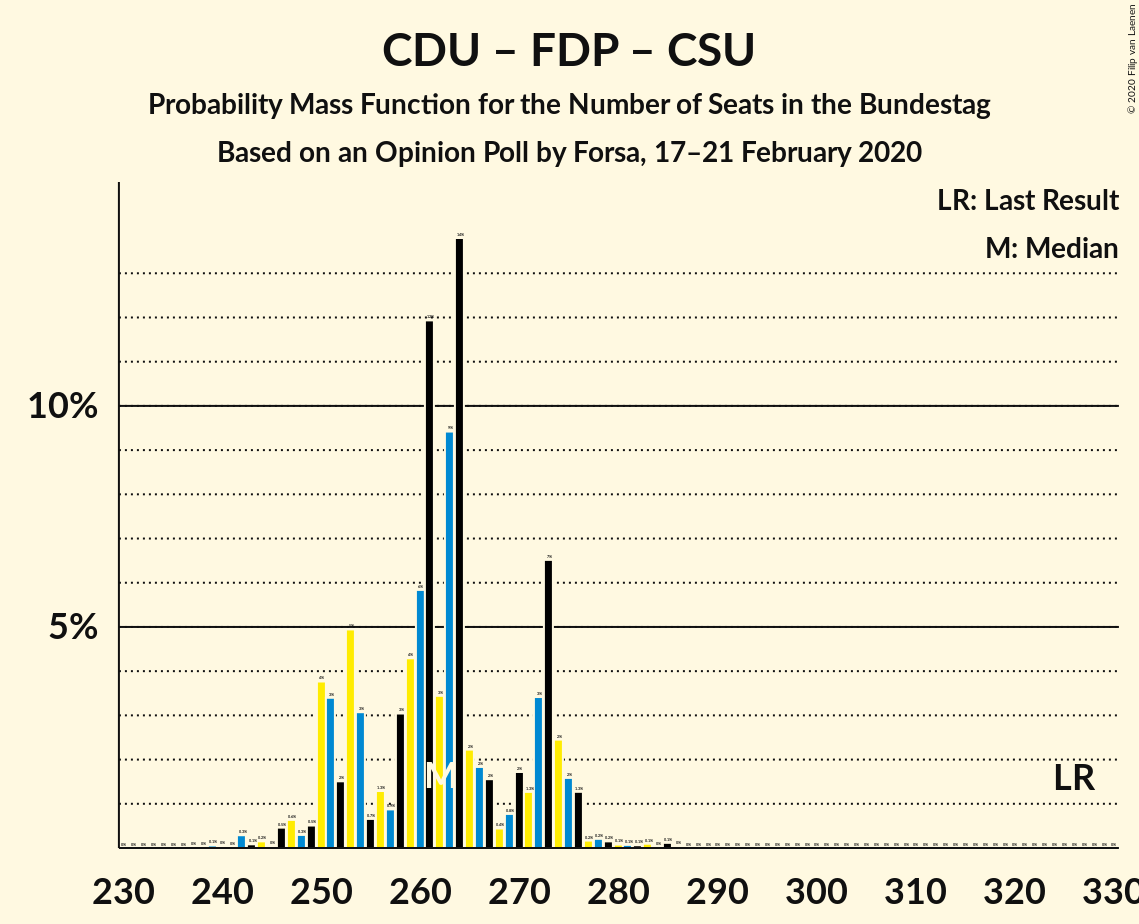 CDU – FDP – CSU
Probability Mass Function for the Number of Seats in the Bundestag
Based on an Opinion Poll by Forsa, 17–21 February 2020
© 2020 Filip van Laenen
LR: Last Result
M: Median
10%
5%
M
LR
230 240 250 260 270 280 290 300 310 320 330